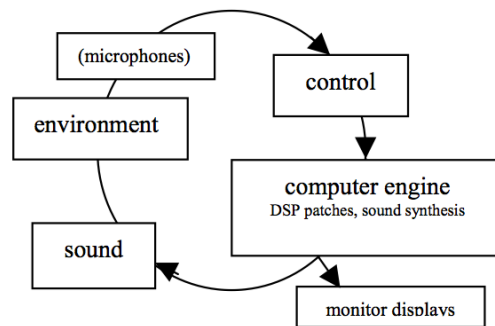 (microphones)
control
environment
computer engine
DSP patches, sound synthesis
sound
monitor displays